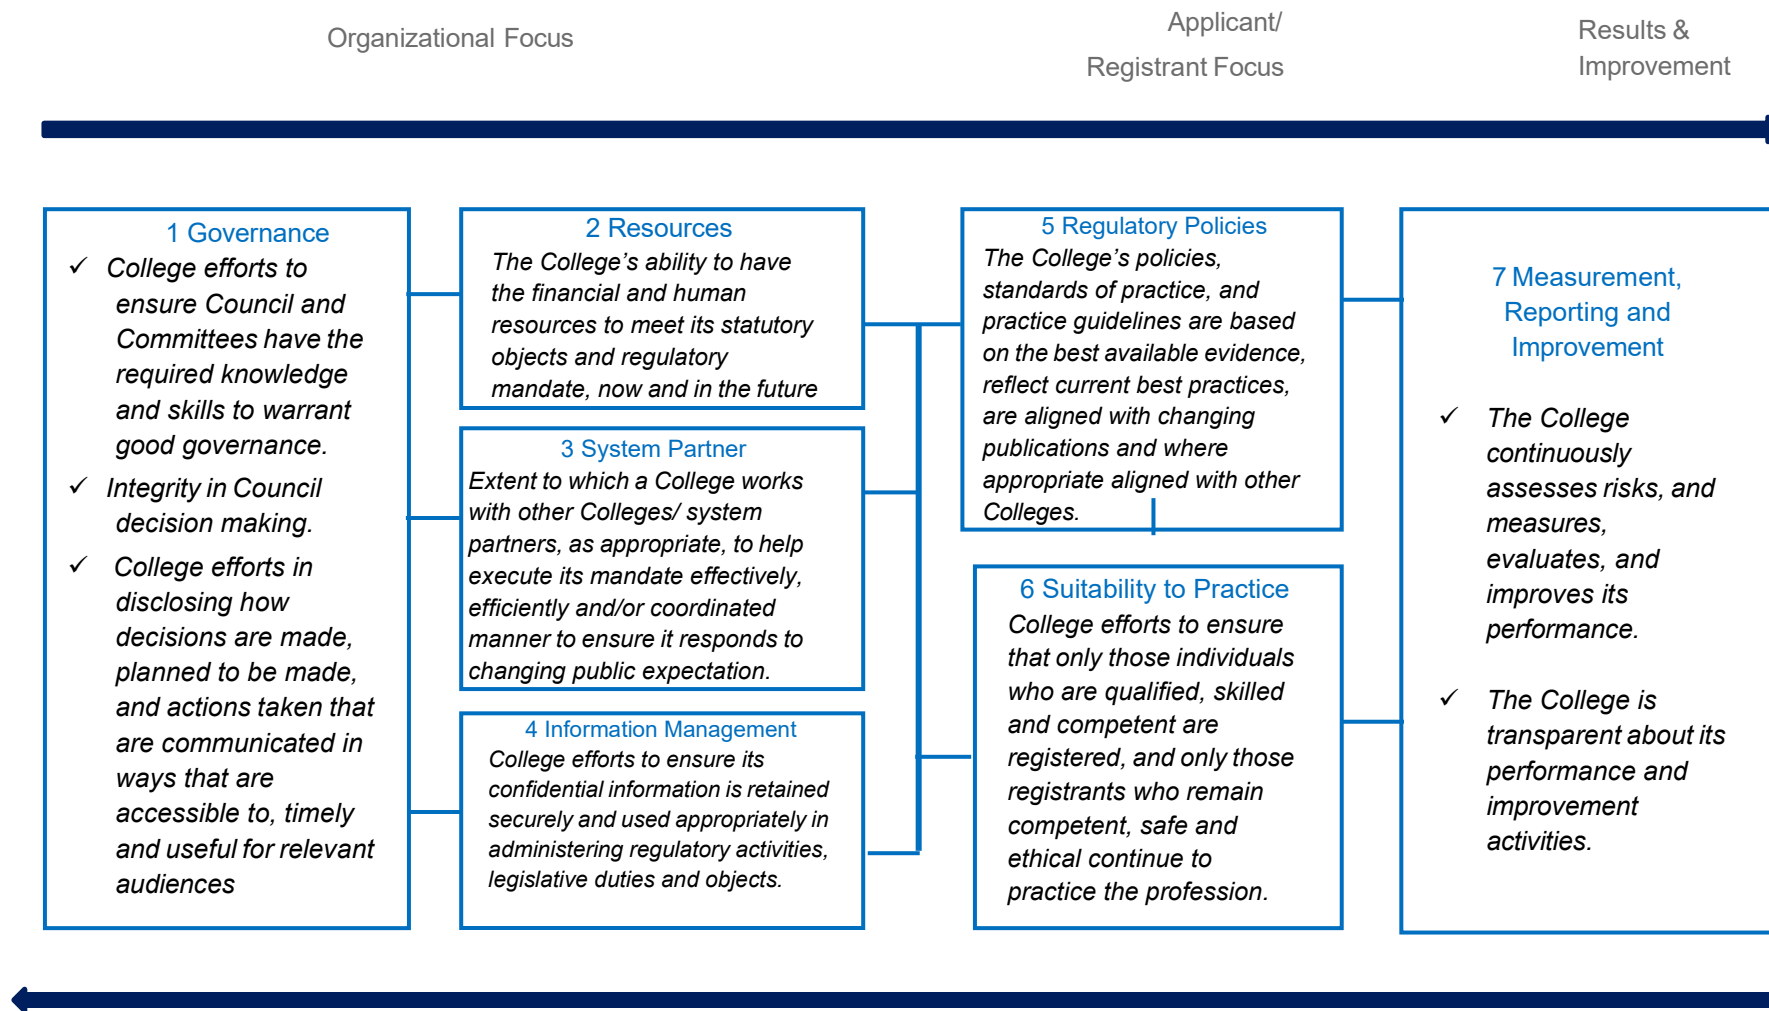 Organizational Focus
Applicant/
Registrant Focus
Results &
Improvement
1 Governance
✓ College efforts to
ensure Council and
Committees have the
required knowledge
and skills to warrant
good governance.
✓ Integrity in Council
decision making.
✓ College efforts in
disclosing how
decisions are made,
planned to be made,
and actions taken that
are communicated in
ways that are
accessible to, timely
and useful for relevant
audiences
2 Resources
The College’s ability to have
the financial and human
resources to meet its statutory
objects and regulatory
mandate, now and in the future
3 System Partner
Extent to which a College works
with other Colleges/ system
partners, as appropriate, to help
execute its mandate effectively,
efficiently and/or coordinated
manner to ensure it responds to
changing public expectation.
4 Information Management
College efforts to ensure its
confidential information is retained
securely and used appropriately in
administering regulatory activities,
legislative duties and objects.
5 Regulatory Policies
The College’s policies,
standards of practice, and
practice guidelines are based
on the best available evidence,
reflect current best practices,
are aligned with changing
publications and where
appropriate aligned with other
Colleges.
6 Suitability to Practice
College efforts to ensure
that only those individuals
who are qualified, skilled
and competent are
registered, and only those
registrants who remain
competent, safe and
ethical continue to
practice the profession.
7 Measurement,
Reporting and
Improvement
✓ The College
continuously
assesses risks, and
measures,
evaluates, and
improves its
performance.
✓ The College is
transparent about its
performance and
improvement
activities.